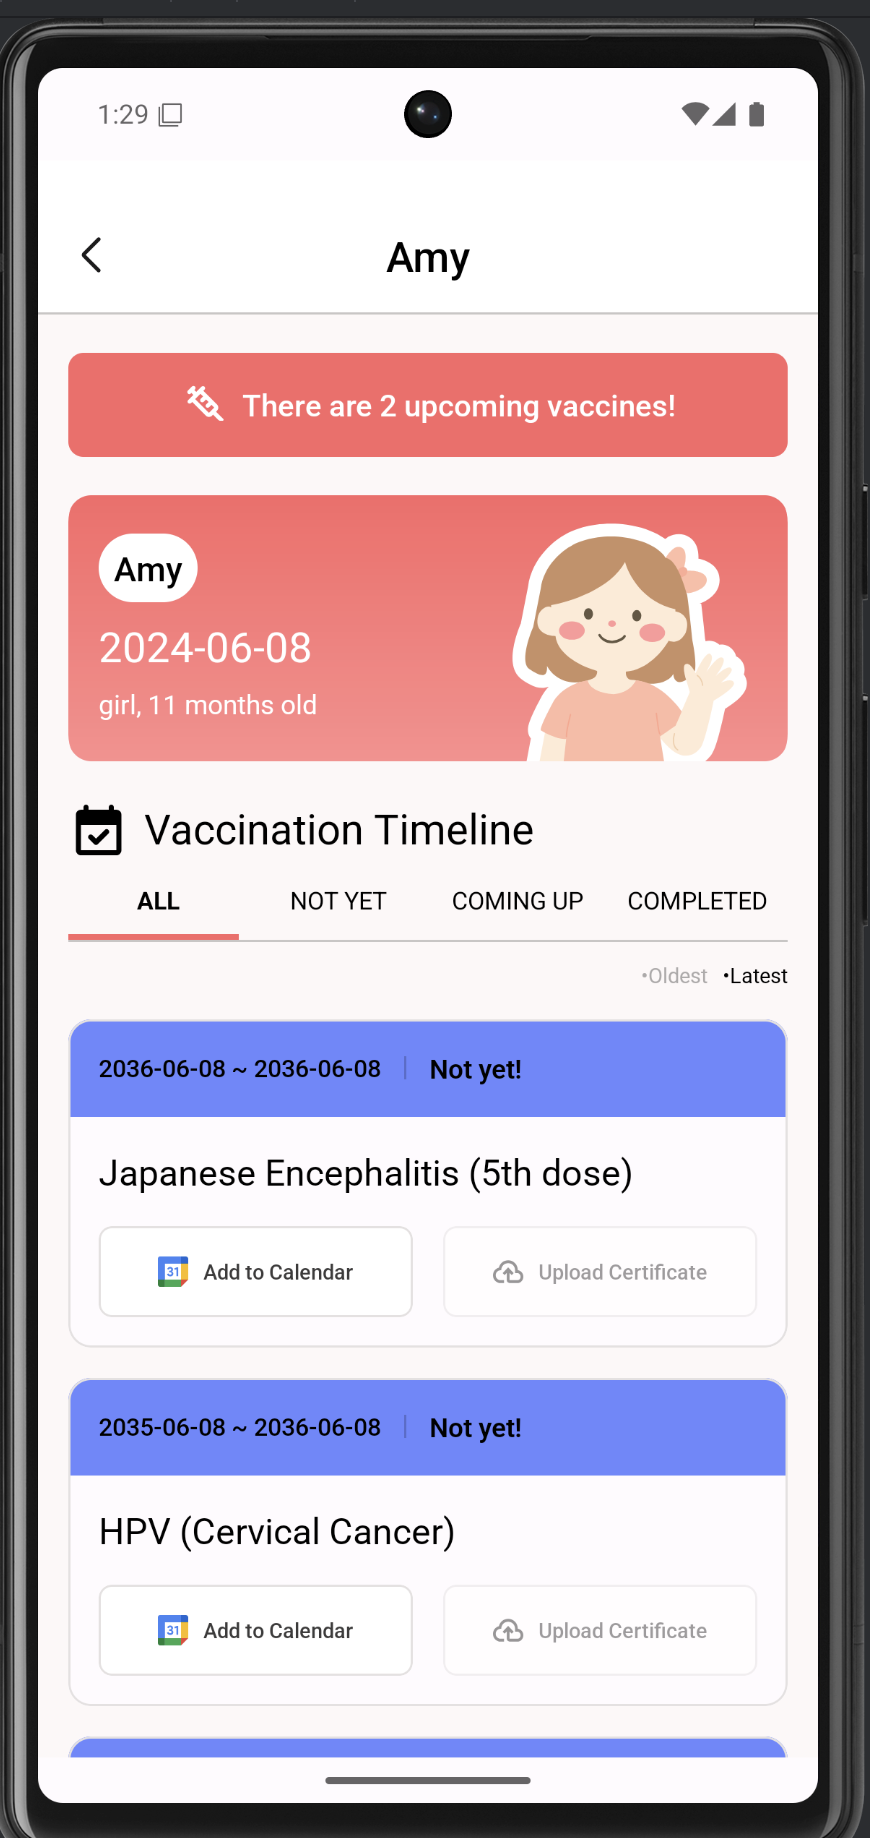 1:29
Amy
There are 2 upcoming vaccines!
Amy
2024-06-08
girl, 11 months old
Vaccination Timeline
ALL NOT YET COMING UP COMPLETED
•Oldest •Latest
2036-06-08 ~ 2036-06-08 Not yet!
Japanese Encephalitis (5th dose)
31 Add to Calendar Upload Certificate
2035-06-08 ~ 2036-06-08 Not yet!
HPV (Cervical Cancer)
31 Add to Calendar Upload Certificate